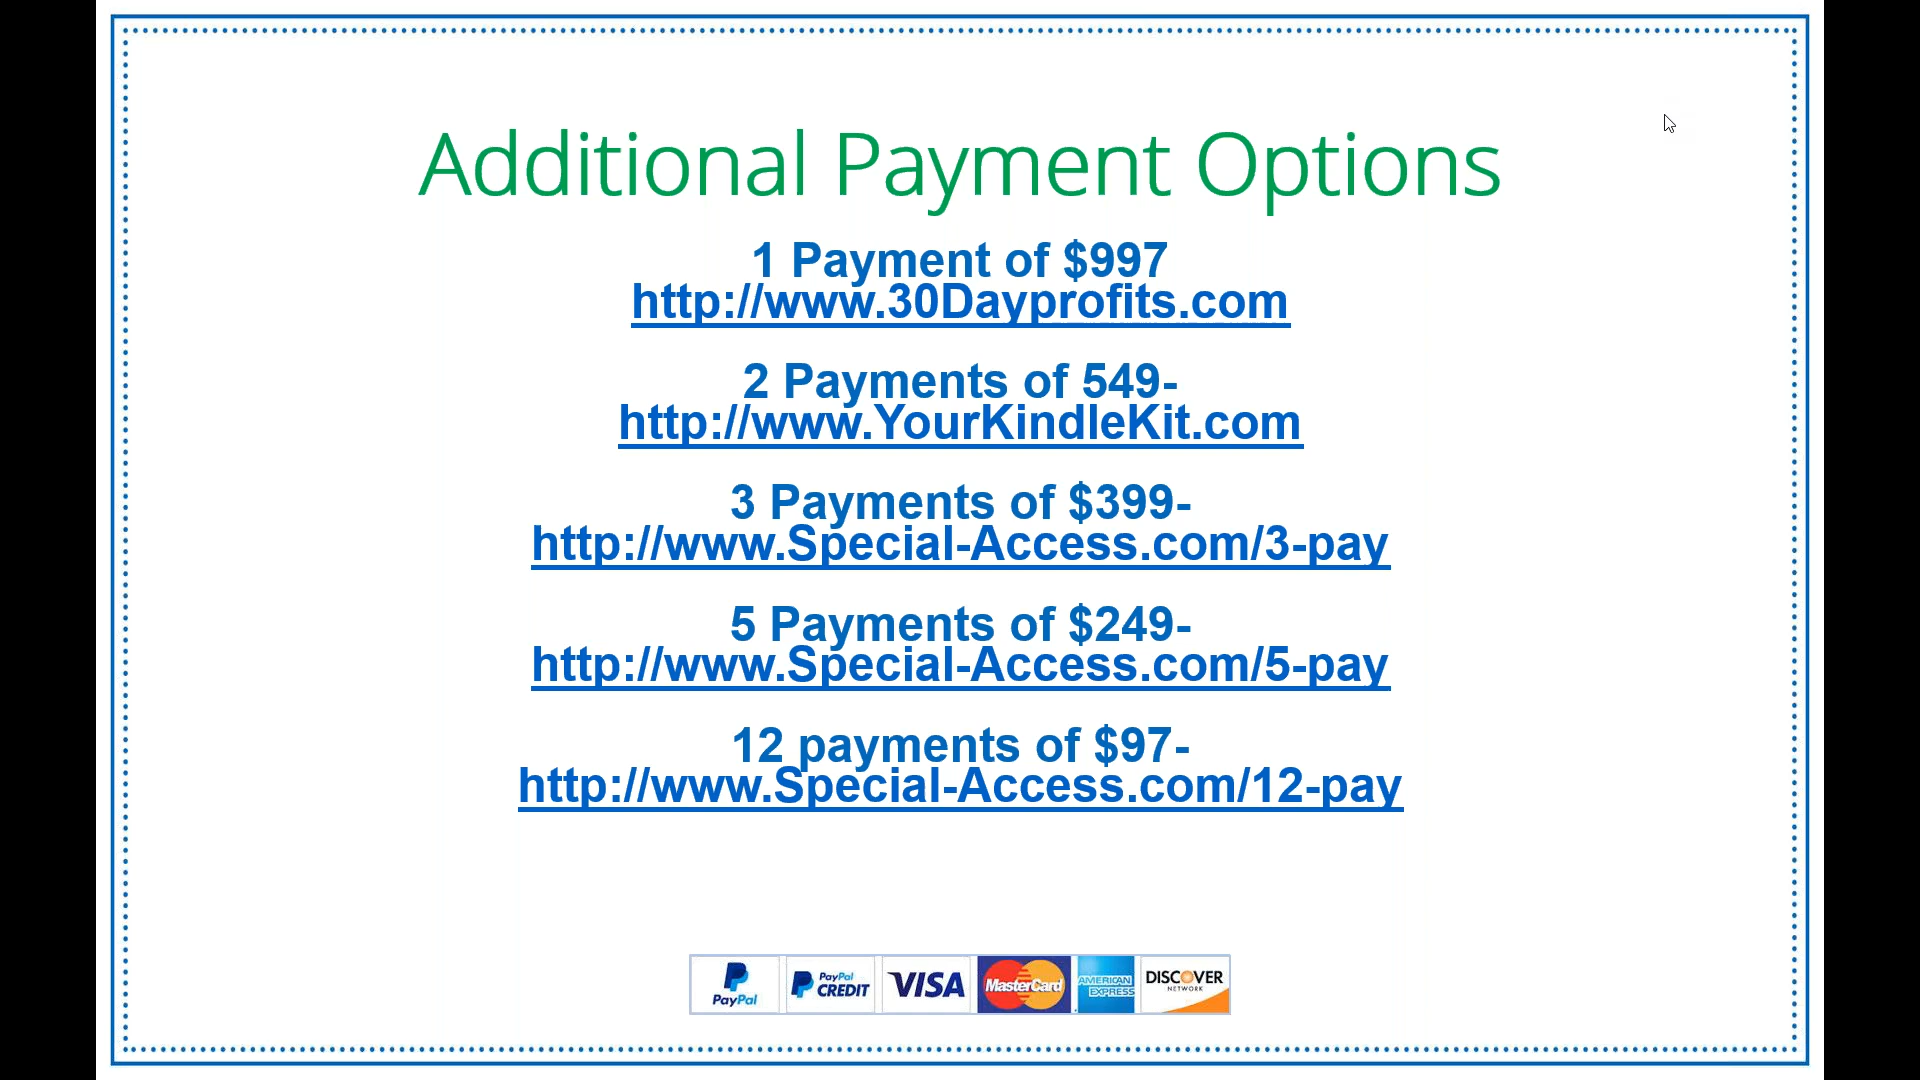 Additional Payment Options
1 Payment of $997
http://www.30Dayprofits.com
2 Payments of 549-
http://www.YourKindleKit.com
3 Payments of $399-
http://www.Special-Access.com/3-pay
5 Payments of $249-
http://www.Special-Access.com/5-pay
12 payments of $97-
http://www.Special-Access.com/12-pay
PayPal PayPal CREDIT VISA MasterCard AMERICAN EXPRESS DISCOVER NETWORK